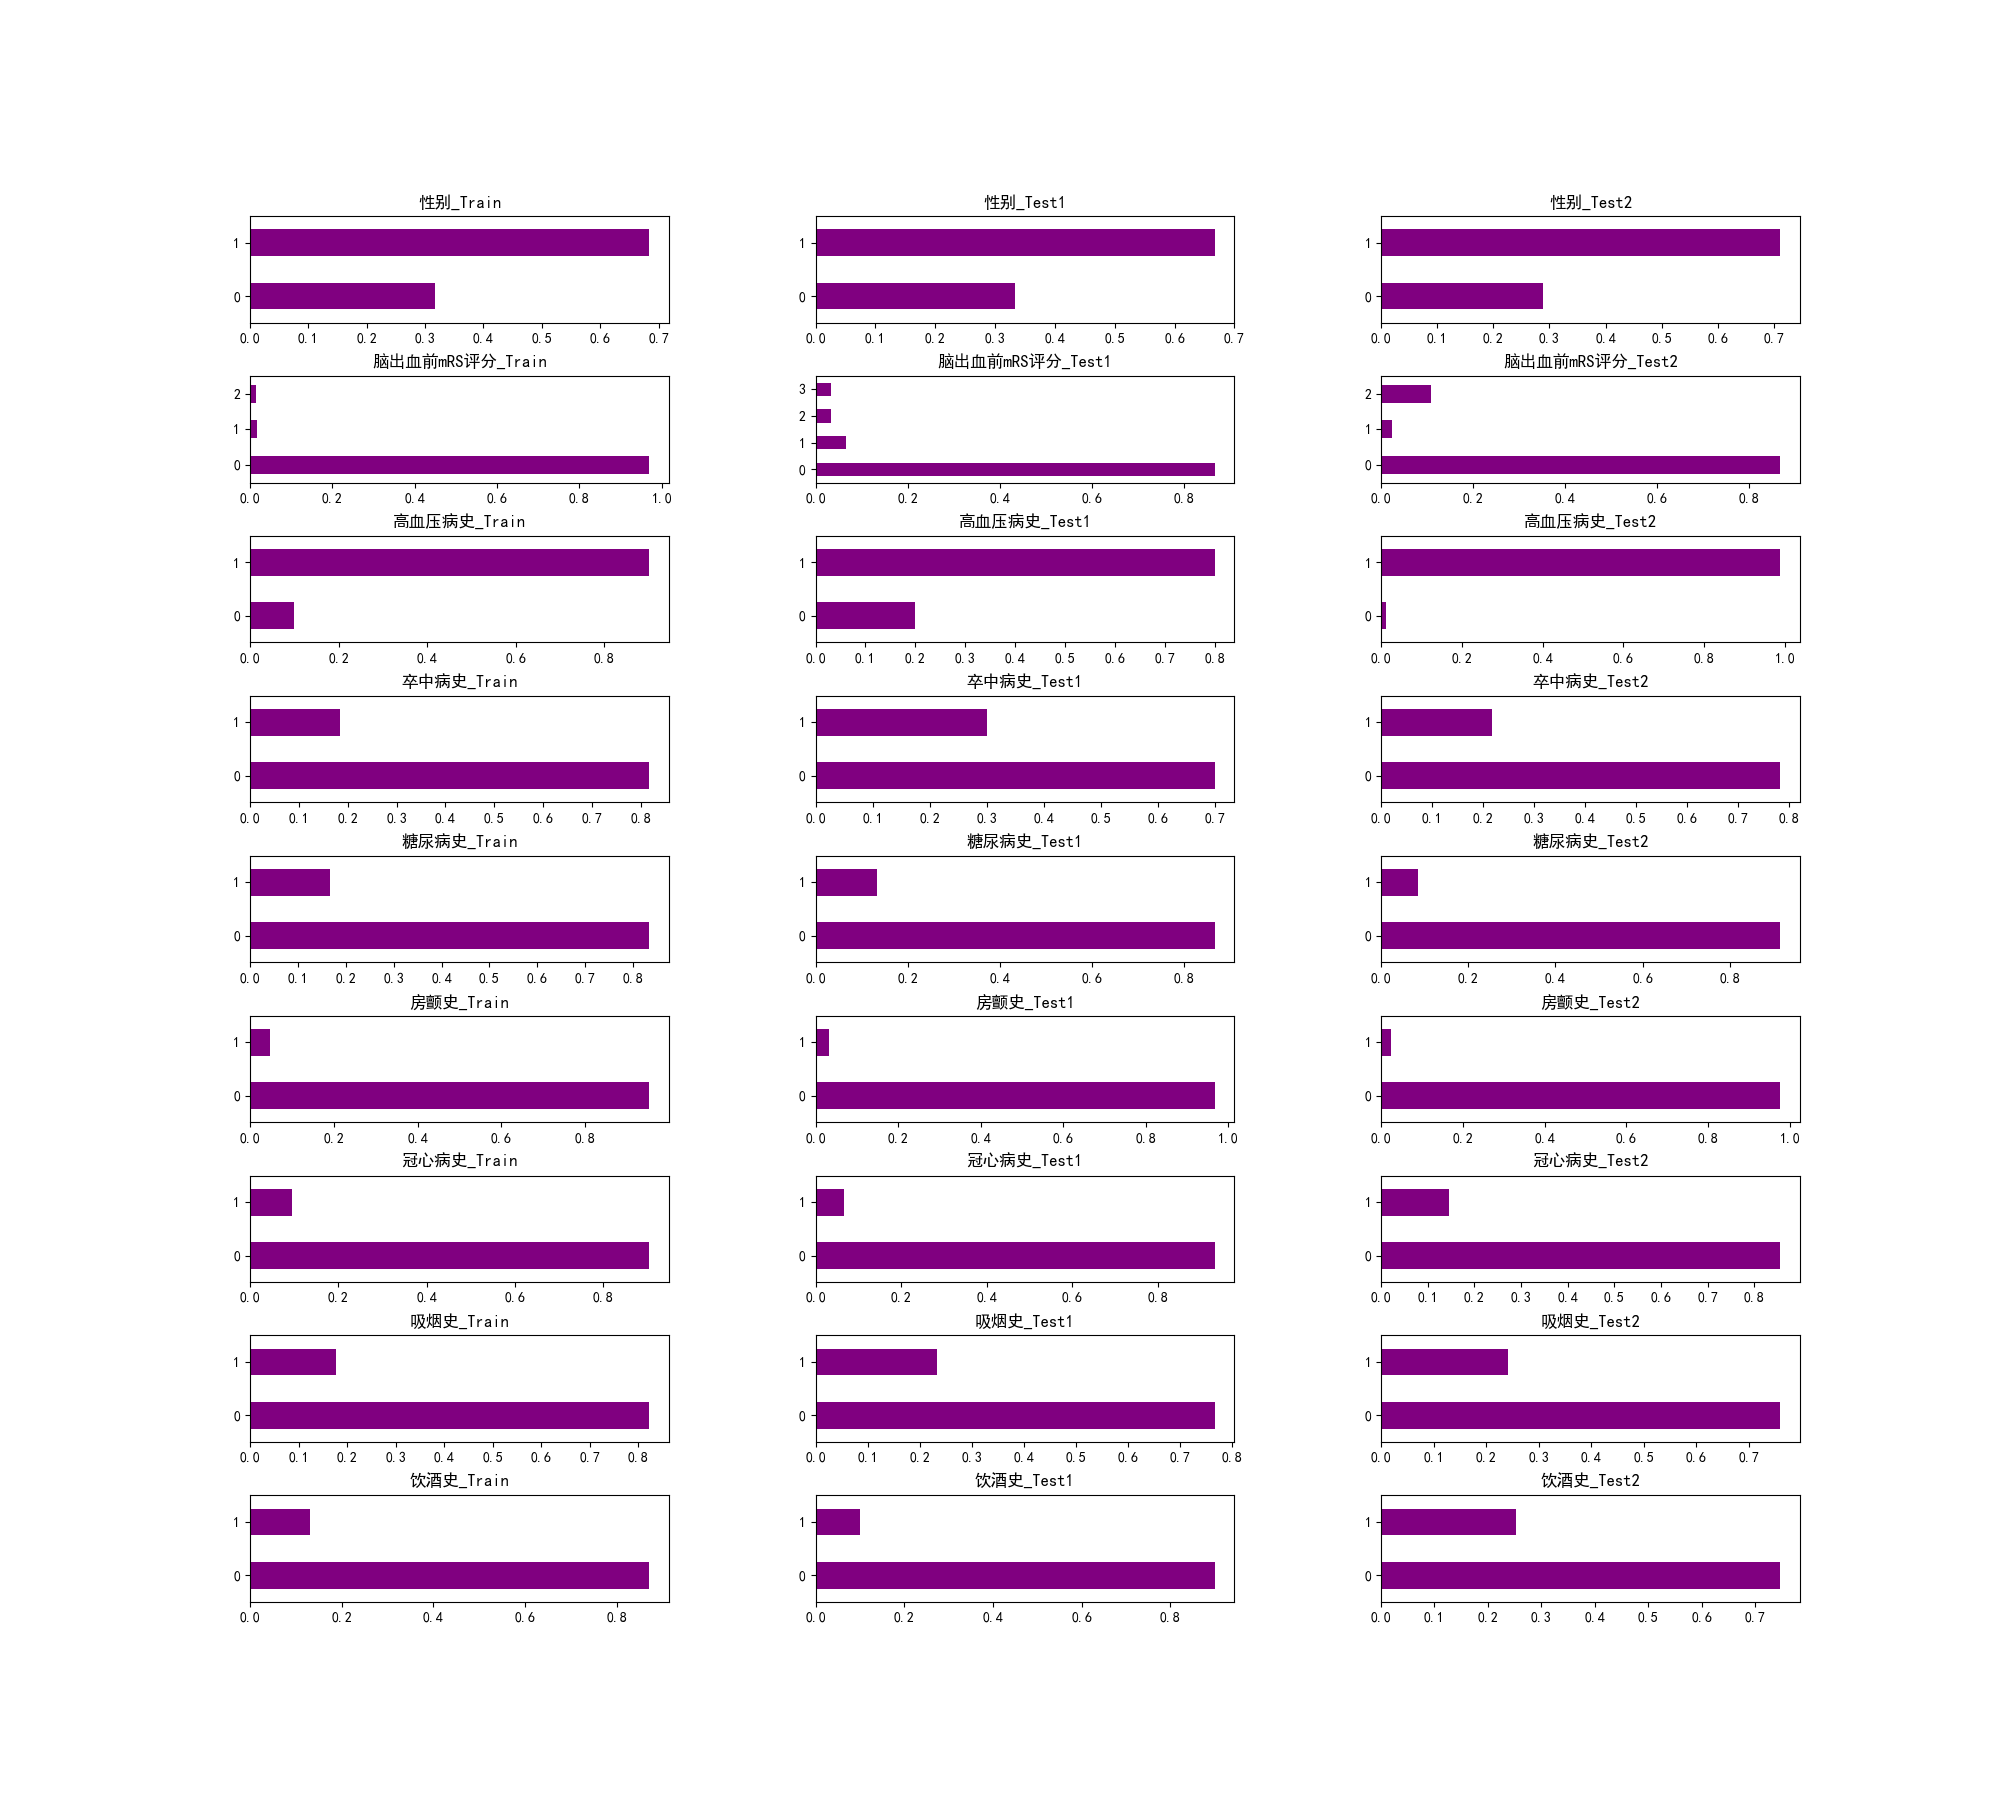 性别_Train 性别_Test1 性别_Test2
1 1 1
0 0 0
0.0 0.1 0.2 0.3 0.4 0.5 0.6 0.7 0.0 0.1 0.2 0.3 0.4 0.5 0.6 0.7 0.0 0.1 0.2 0.3 0.4 0.5 0.6 0.7
脑出血前mRS评分_Train 脑出血前mRS评分_Test1 脑出血前mRS评分_Test2
2 3 2
1 2 1
0 1 0
0
0.0 0.2 0.4 0.6 0.8 1.0 0.0 0.2 0.4 0.6 0.8 0.0 0.2 0.4 0.6 0.8
高血压病史_Train 高血压病史_Test1 高血压病史_Test2
1 1 1
0 0 0
0.0 0.2 0.4 0.6 0.8 0.0 0.1 0.2 0.3 0.4 0.5 0.6 0.7 0.8 0.0 0.2 0.4 0.6 0.8 1.0
卒中病史_Train 卒中病史_Test1 卒中病史_Test2
1 1 1
0 0 0
0.0 0.1 0.2 0.3 0.4 0.5 0.6 0.7 0.8 0.0 0.1 0.2 0.3 0.4 0.5 0.6 0.7 0.0 0.1 0.2 0.3 0.4 0.5 0.6 0.7 0.8
糖尿病史_Train 糖尿病史_Test1 糖尿病史_Test2
1 1 1
0 0 0
0.0 0.1 0.2 0.3 0.4 0.5 0.6 0.7 0.8 0.0 0.2 0.4 0.6 0.8 0.0 0.2 0.4 0.6 0.8
房颤史_Train 房颤史_Test1 房颤史_Test2
1 1 1
0 0 0
0.0 0.2 0.4 0.6 0.8 0.0 0.2 0.4 0.6 0.8 1.0 0.0 0.2 0.4 0.6 0.8 1.0
冠心病史_Train 冠心病史_Test1 冠心病史_Test2
1 1 1
0 0 0
0.0 0.2 0.4 0.6 0.8 0.0 0.2 0.4 0.6 0.8 0.0 0.1 0.2 0.3 0.4 0.5 0.6 0.7 0.8
吸烟史_Train 吸烟史_Test1 吸烟史_Test2
1 1 1
0 0 0
0.0 0.1 0.2 0.3 0.4 0.5 0.6 0.7 0.8 0.0 0.1 0.2 0.3 0.4 0.5 0.6 0.7 0.8 0.0 0.1 0.2 0.3 0.4 0.5 0.6 0.7
饮酒史_Train 饮酒史_Test1 饮酒史_Test2
1 1 1
0 0 0
0.0 0.2 0.4 0.6 0.8 0.0 0.2 0.4 0.6 0.8 0.0 0.1 0.2 0.3 0.4 0.5 0.6 0.7